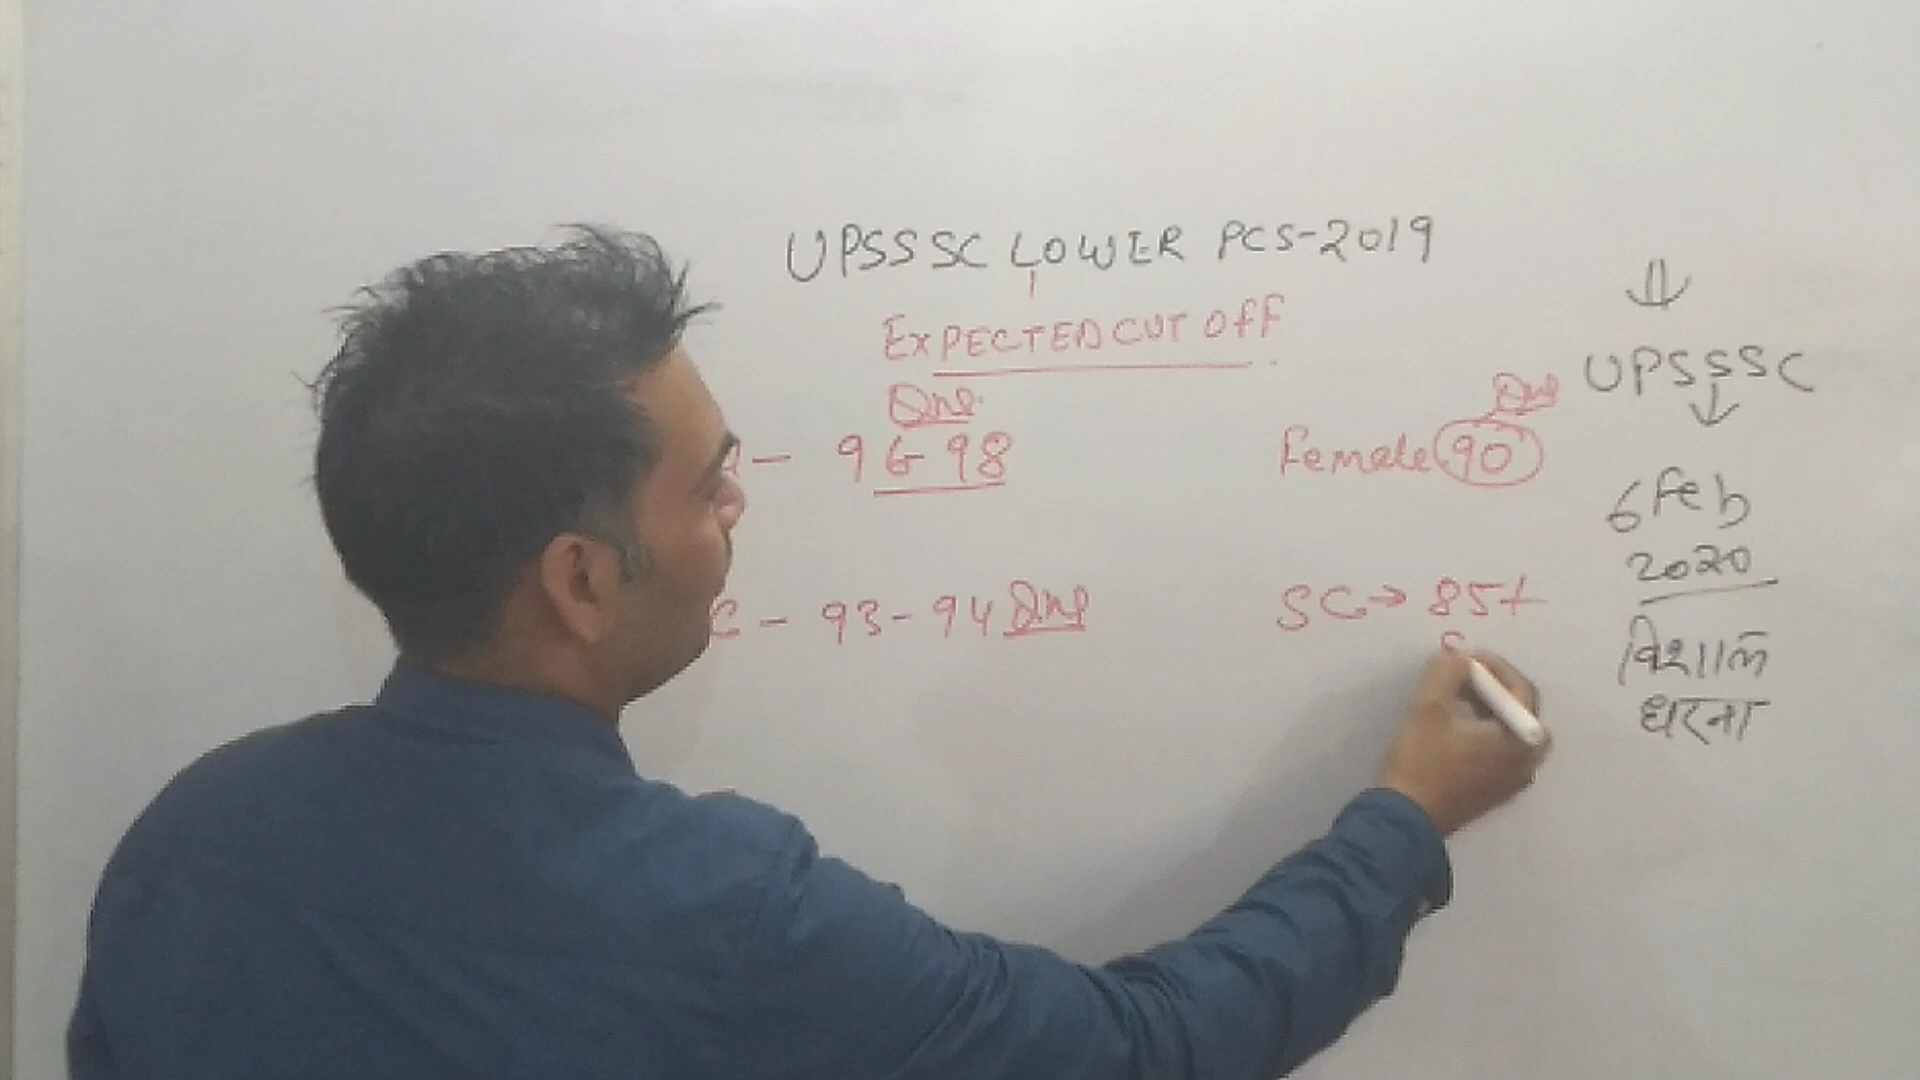 UPSSSC LOWER PCS-2019
EXPECTED CUT OFF
Qns.
- 96-98
C - 93-94 Qns
Female 90
Qns
SC → 85+
UPSSSC
6 Feb
2020
विशाल
धरना